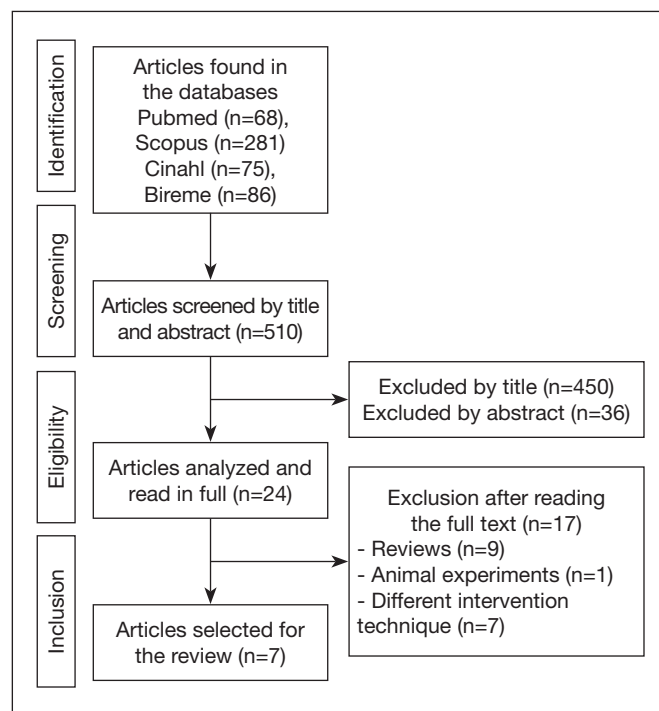 Identification
Articles found in
the databases
Pubmed (n=68),
Scopus (n=281)
Cinahl (n=75),
Bireme (n=86)
Screening
Articles screened by title
and abstract (n=510)
Excluded by title (n=450)
Excluded by abstract (n=36)
Eligibility
Articles analyzed and
read in full (n=24)
Exclusion after reading
the full text (n=17)
- Reviews (n=9)
- Animal experiments (n=1)
- Different intervention
technique (n=7)
Inclusion
Articles selected for
the review (n=7)